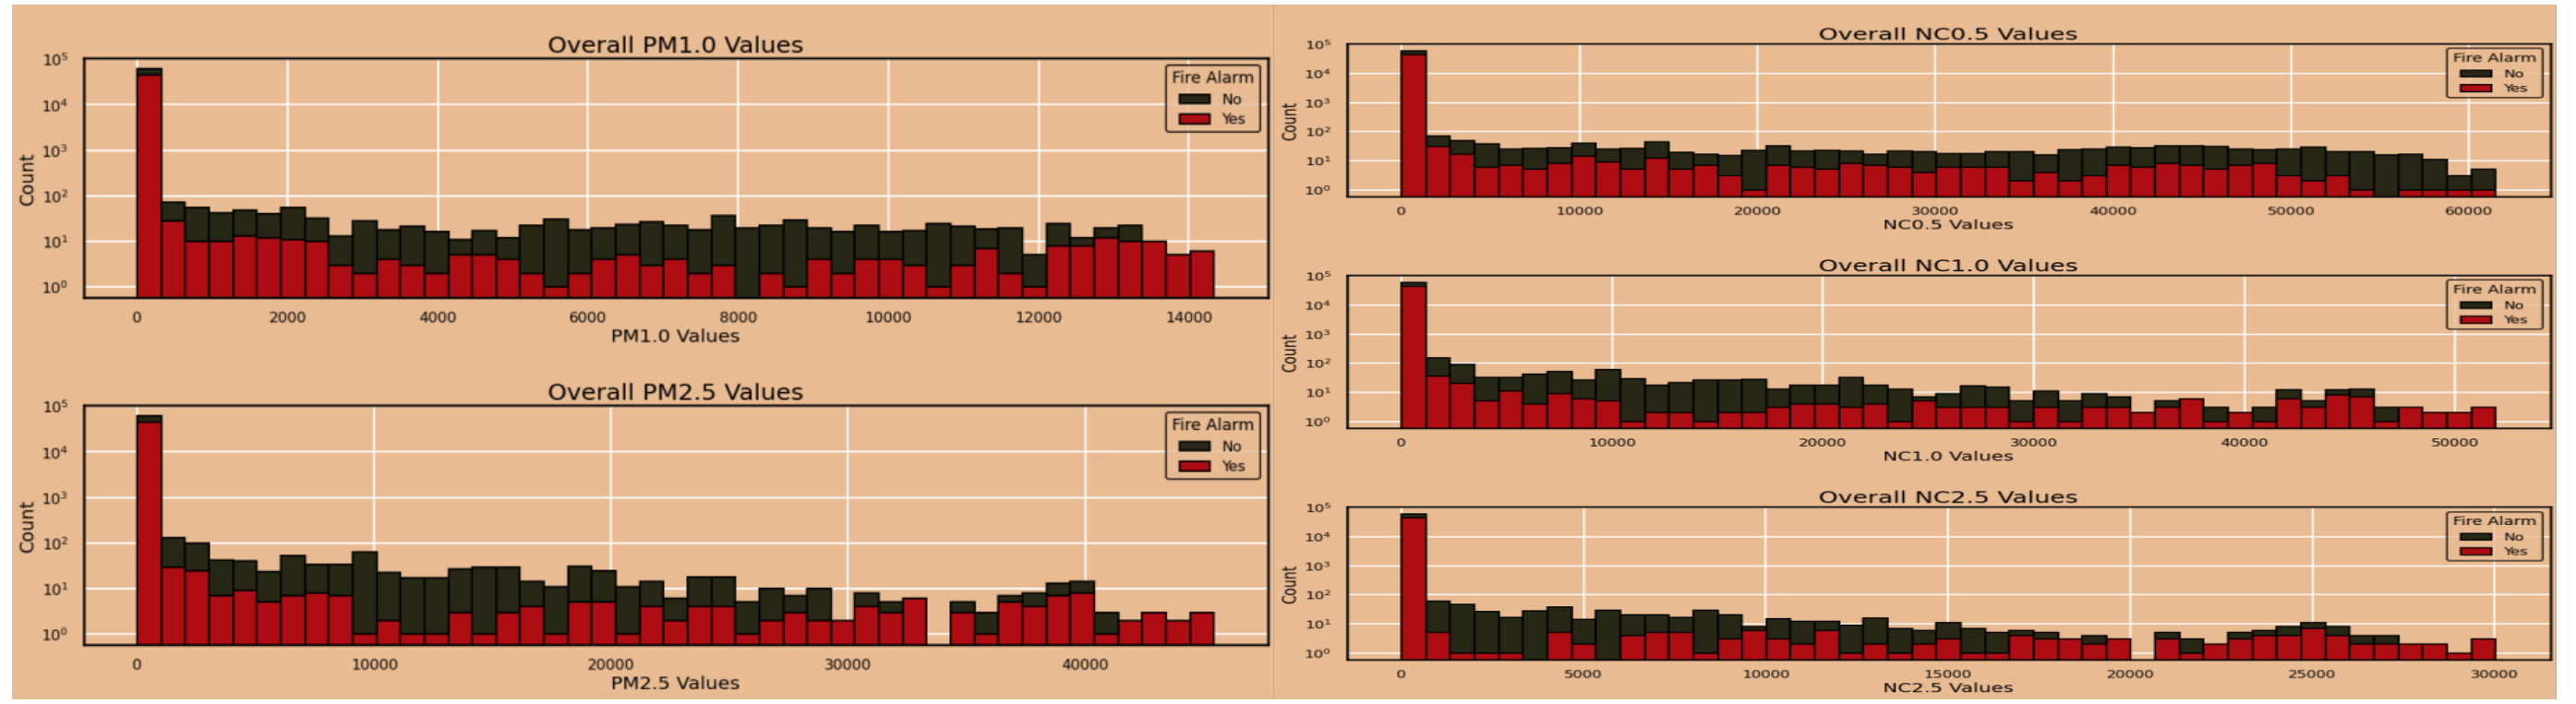 Overall PM1.0 Values
Count
10⁵
10⁴
10³
10²
10¹
10⁰
Fire Alarm
No
Yes
0 2000 4000 6000 8000 10000 12000 14000
PM1.0 Values
Overall PM2.5 Values
Count
10⁵
10⁴
10³
10²
10¹
10⁰
Fire Alarm
No
Yes
0 10000 20000 30000 40000
PM2.5 Values
Overall NC0.5 Values
Count
10⁵
10⁴
10³
10²
10¹
10⁰
Fire Alarm
No
Yes
0 10000 20000 30000 40000 50000 60000
NC0.5 Values
Overall NC1.0 Values
Count
10⁵
10⁴
10³
10²
10¹
10⁰
Fire Alarm
No
Yes
0 10000 20000 30000 40000 50000
NC1.0 Values
Overall NC2.5 Values
Count
10⁵
10⁴
10³
10²
10¹
10⁰
Fire Alarm
No
Yes
0 5000 10000 15000 20000 25000 30000
NC2.5 Values